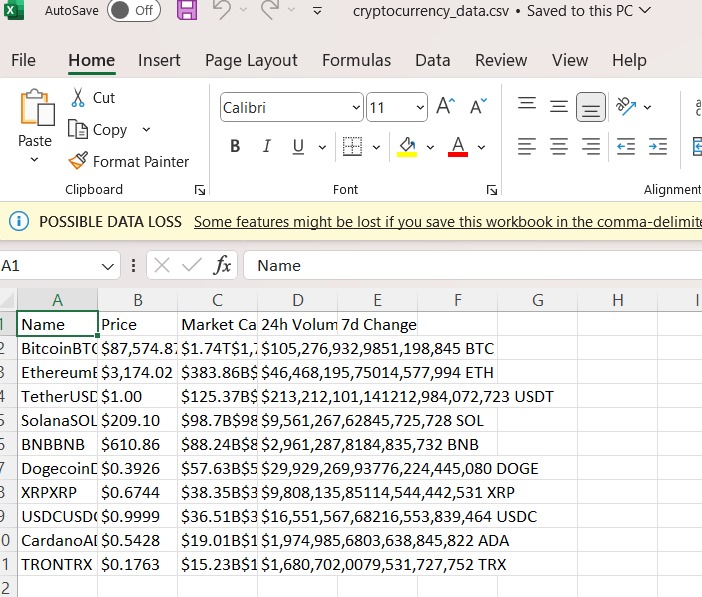 AutoSave Off cryptocurrency_data.csv • Saved to this PC
File Home Insert Page Layout Formulas Data Review View Help
Paste Cut Copy Format Painter
Calibri 11 A A
B I U A
Clipboard Font Alignment
POSSIBLE DATA LOSS Some features might be lost if you save this workbook in the comma-delimite
A1 fx Name
A B C D E F G H I
1 Name Price Market Ca 24h Volum 7d Change
2 BitcoinBTC $87,574.87 $1.74T$1,7 $105,276,932,9851,198,845 BTC
3 EthereumE $3,174.02 $383.86B$ $46,468,195,75014,577,994 ETH
4 TetherUSD $1.00 $125.37B$ $213,212,101,141212,984,072,723 USDT
5 SolanaSOL $209.10 $98.7B$98 $9,561,267,62845,725,728 SOL
6 BNBBNB $610.86 $88.24B$8 $2,961,287,8184,835,732 BNB
7 DogecoinD $0.3926 $57.63B$5 $29,929,269,93776,224,445,080 DOGE
8 XRPXRP $0.6744 $38.35B$3 $9,808,135,85114,544,442,531 XRP
9 USDCUSDC $0.9999 $36.51B$3 $16,551,567,68216,553,839,464 USDC
0 CardanoAD $0.5428 $19.01B$1 $1,974,985,6803,638,845,822 ADA
1 TRONTRX $0.1763 $15.23B$1 $1,680,702,0079,531,727,752 TRX
2